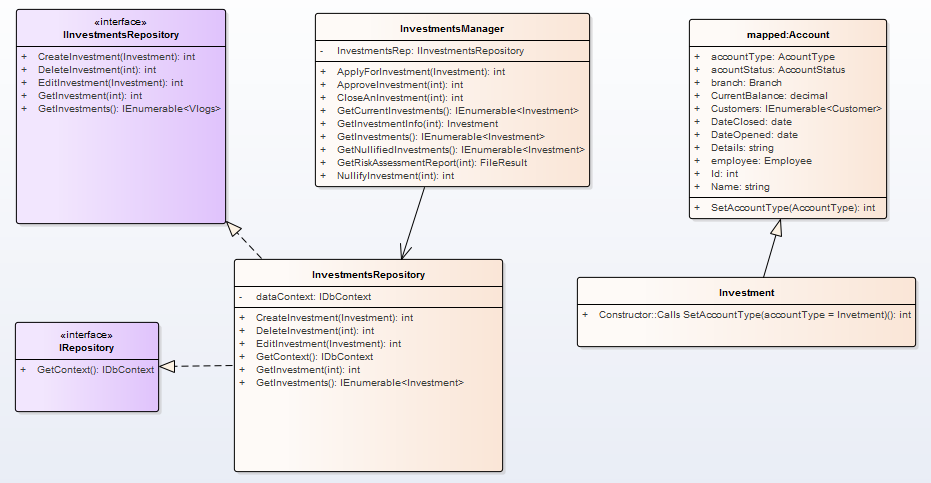 «interface»
IInvestmentsRepository
+ CreateInvestment(Investment): int
+ DeleteInvestment(int): int
+ EditInvestment(Investment): int
+ GetInvestment(int): int
+ GetInvestments(): IEnumerable<Vlogs>
InvestmentsManager
- InvestmentsRep: IInvestmentsRepository
+ ApplyForInvestment(Investment): int
+ ApproveInvestment(int): int
+ CloseAnInvestment(int): int
+ GetCurrentInvestments(): IEnumerable<Investment>
+ GetInvestmentInfo(int): Investment
+ GetInvestments(): IEnumerable<Investment>
+ GetNullifiedInvestments(): IEnumerable<Investment>
+ GetRiskAssessmentReport(int): FileResult
+ NullifyInvestment(int): int
mapped:Account
+ accountType: AcountType
+ acountStatus: AccountStatus
+ branch: Branch
+ CurrentBalance: decimal
+ Customers: IEnumerable<Customer>
+ DateClosed: date
+ DateOpened: date
+ Details: string
+ employee: Employee
+ Id: int
+ Name: string
+ SetAccountType(AccountType): int
InvestmentsRepository
- dataContext: IDbContext
+ CreateInvestment(Investment): int
+ DeleteInvestment(int): int
+ EditInvestment(Investment): int
+ GetContext(): IDbContext
+ GetInvestment(int): int
+ GetInvestments(): IEnumerable<Investment>
Investment
+ Constructor::Calls SetAccountType(accountType = Invetment)(): int
«interface»
IRepository
+ GetContext(): IDbContext